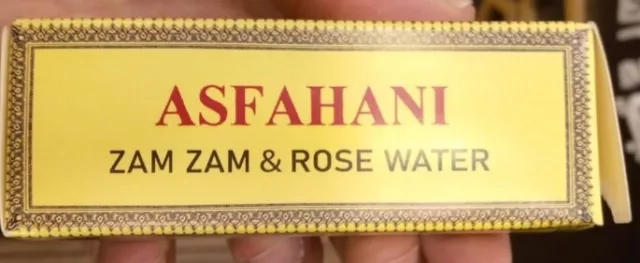 ASFAHANI
ZAM ZAM & ROSE WATER